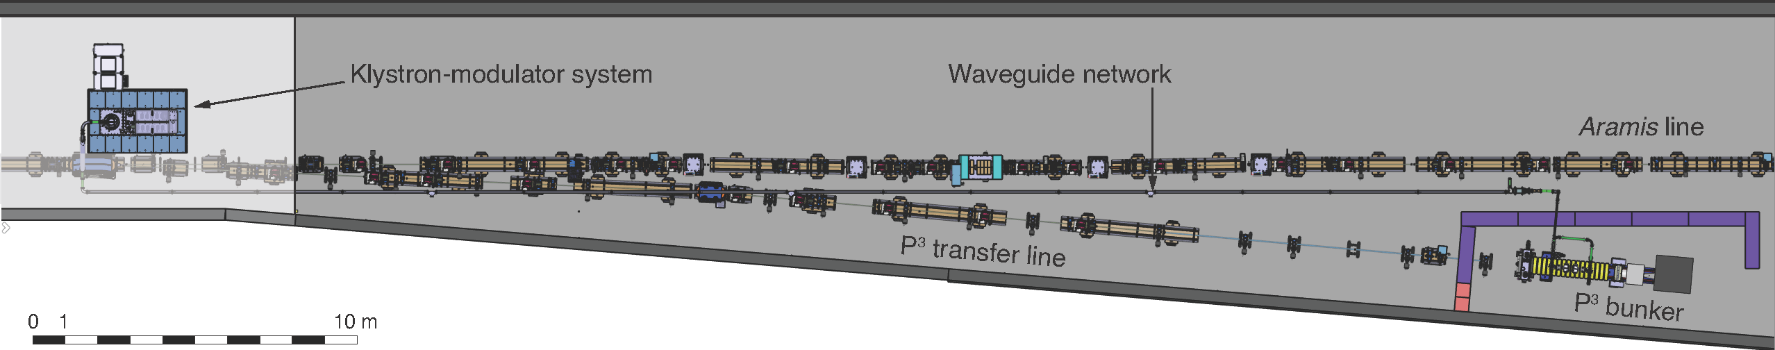 Klystron-modulator system
Waveguide network
Aramis line
P³ transfer line
P³ bunker
0 1 10 m